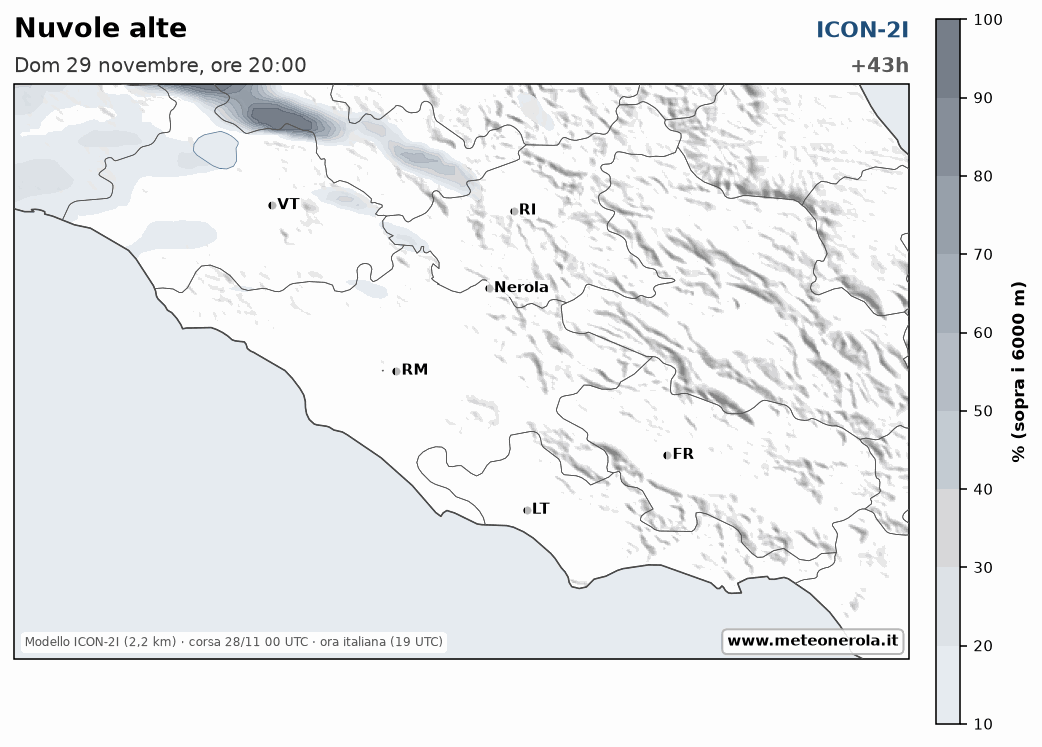 Nuvole alte
ICON-2I
Dom 29 novembre, ore 20:00
+43h
100
90
80
70
60
50
40
30
20
10
% (sopra i 6000 m)
VT
RI
Nerola
RM
FR
LT
Modello ICON-2I (2,2 km) · corsa 28/11 00 UTC · ora italiana (19 UTC)
www.meteonerola.it